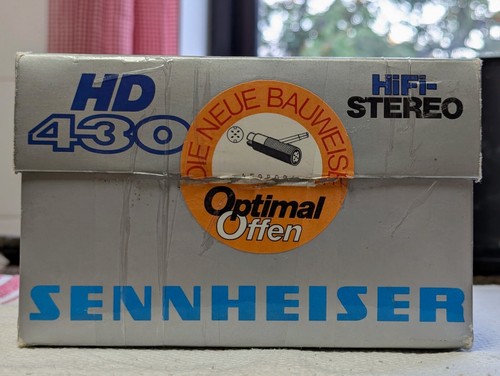 HD
430
HiFi-
STEREO
DIE NEUE BAUWEISE
Optimal
Offen
SENNHEISER